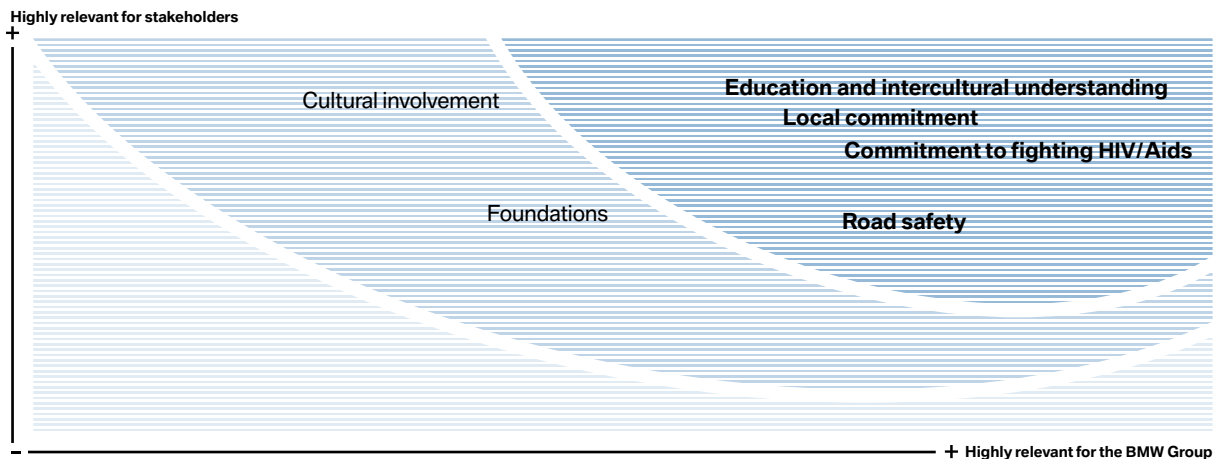 Highly relevant for stakeholders
+
Education and intercultural understanding
Cultural involvement
Local commitment
Commitment to fighting HIV/Aids
Foundations
Road safety
-
+ Highly relevant for the BMW Group